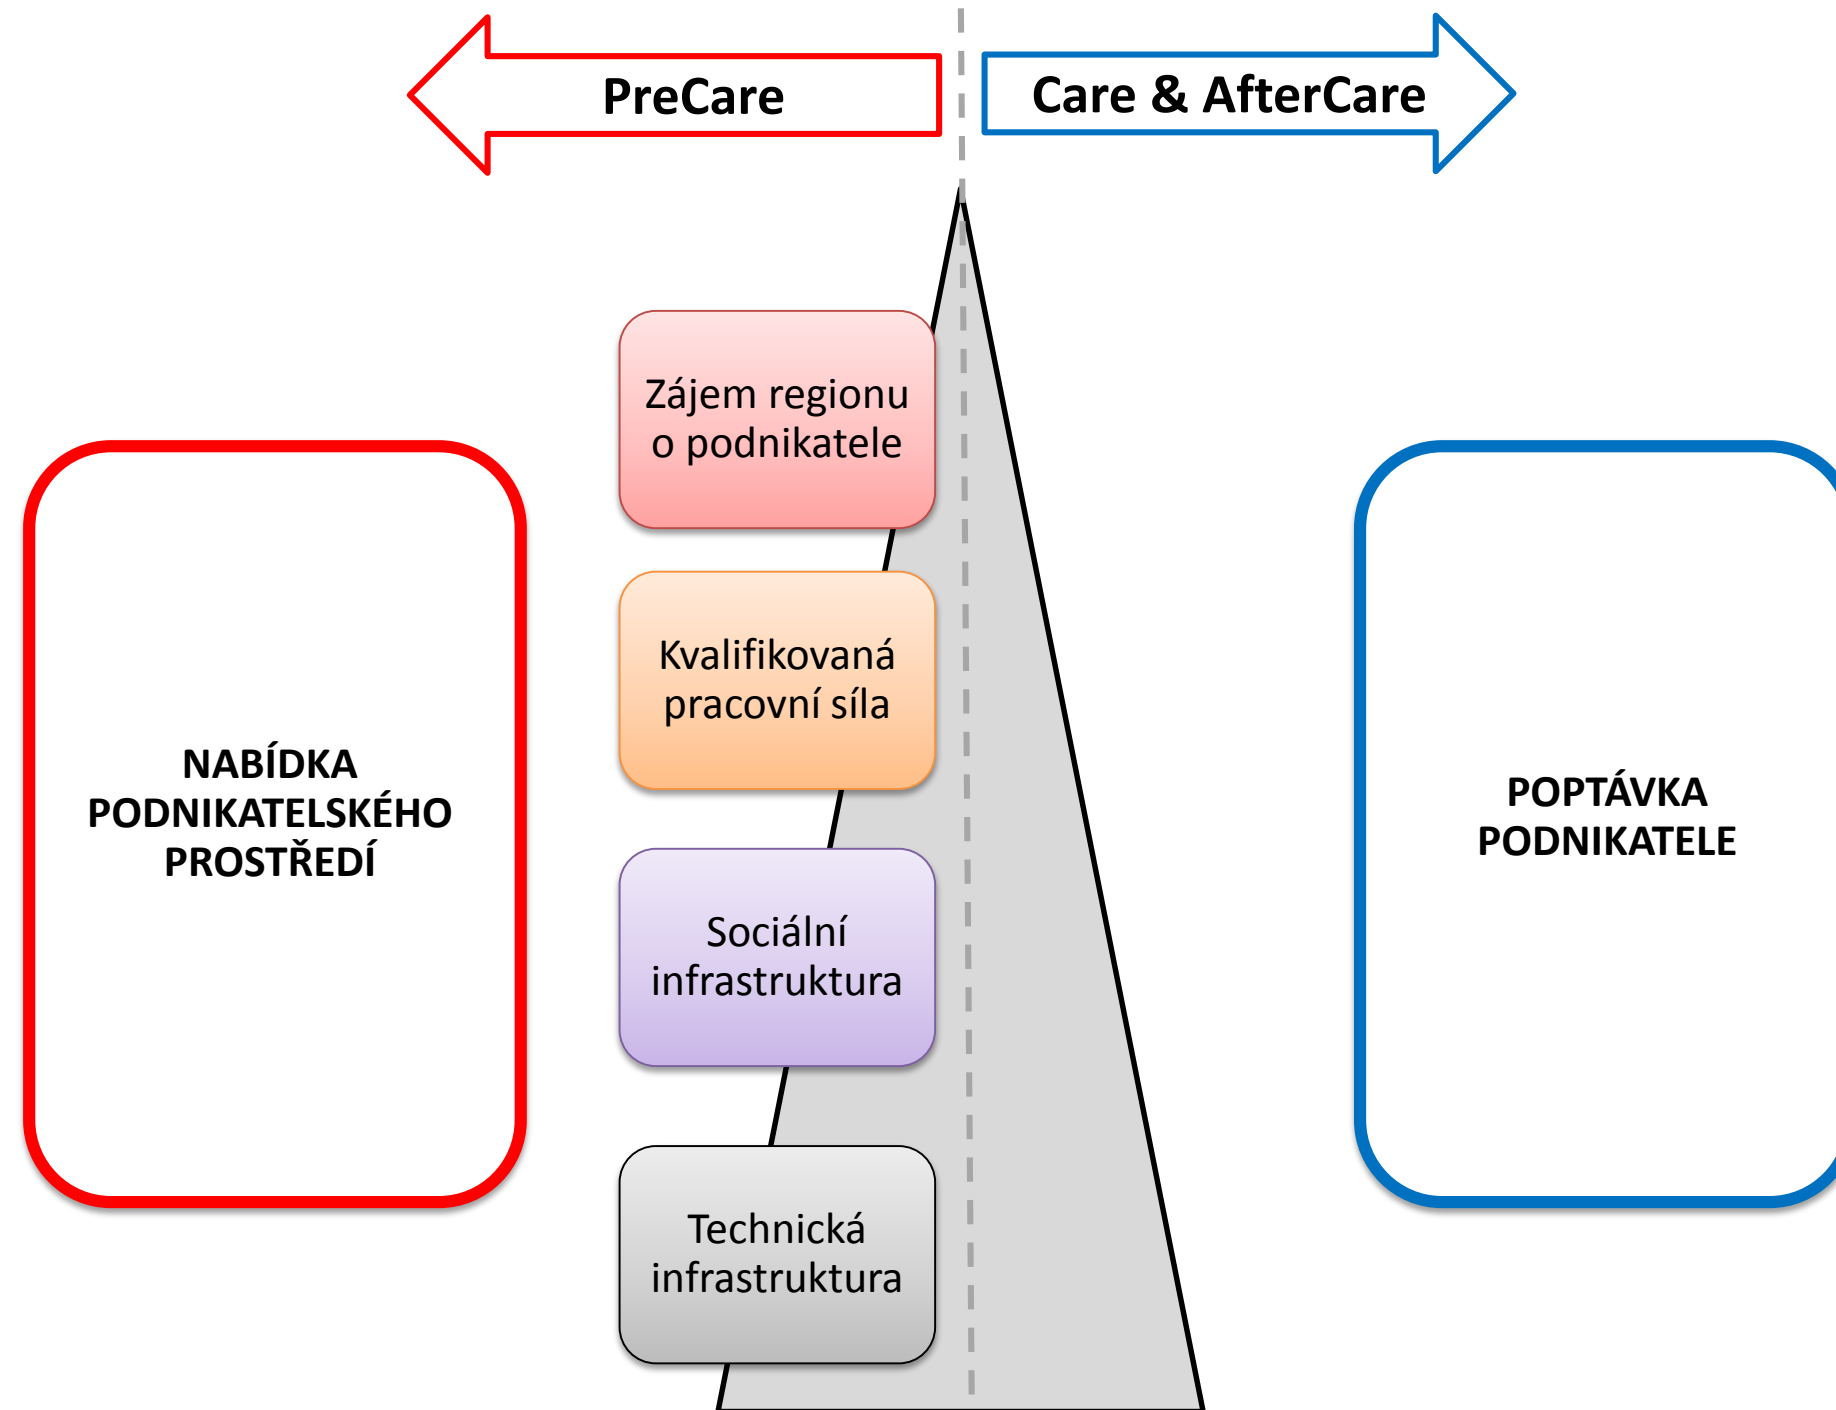 PreCare
Care & AfterCare
Zájem regionu
o podnikatele
Kvalifikovaná
pracovní síla
NABÍDKA
PODNIKATELSKÉHO
PROSTŘEDÍ
POPTÁVKA
PODNIKATELE
Sociální
infrastruktura
Technická
infrastruktura